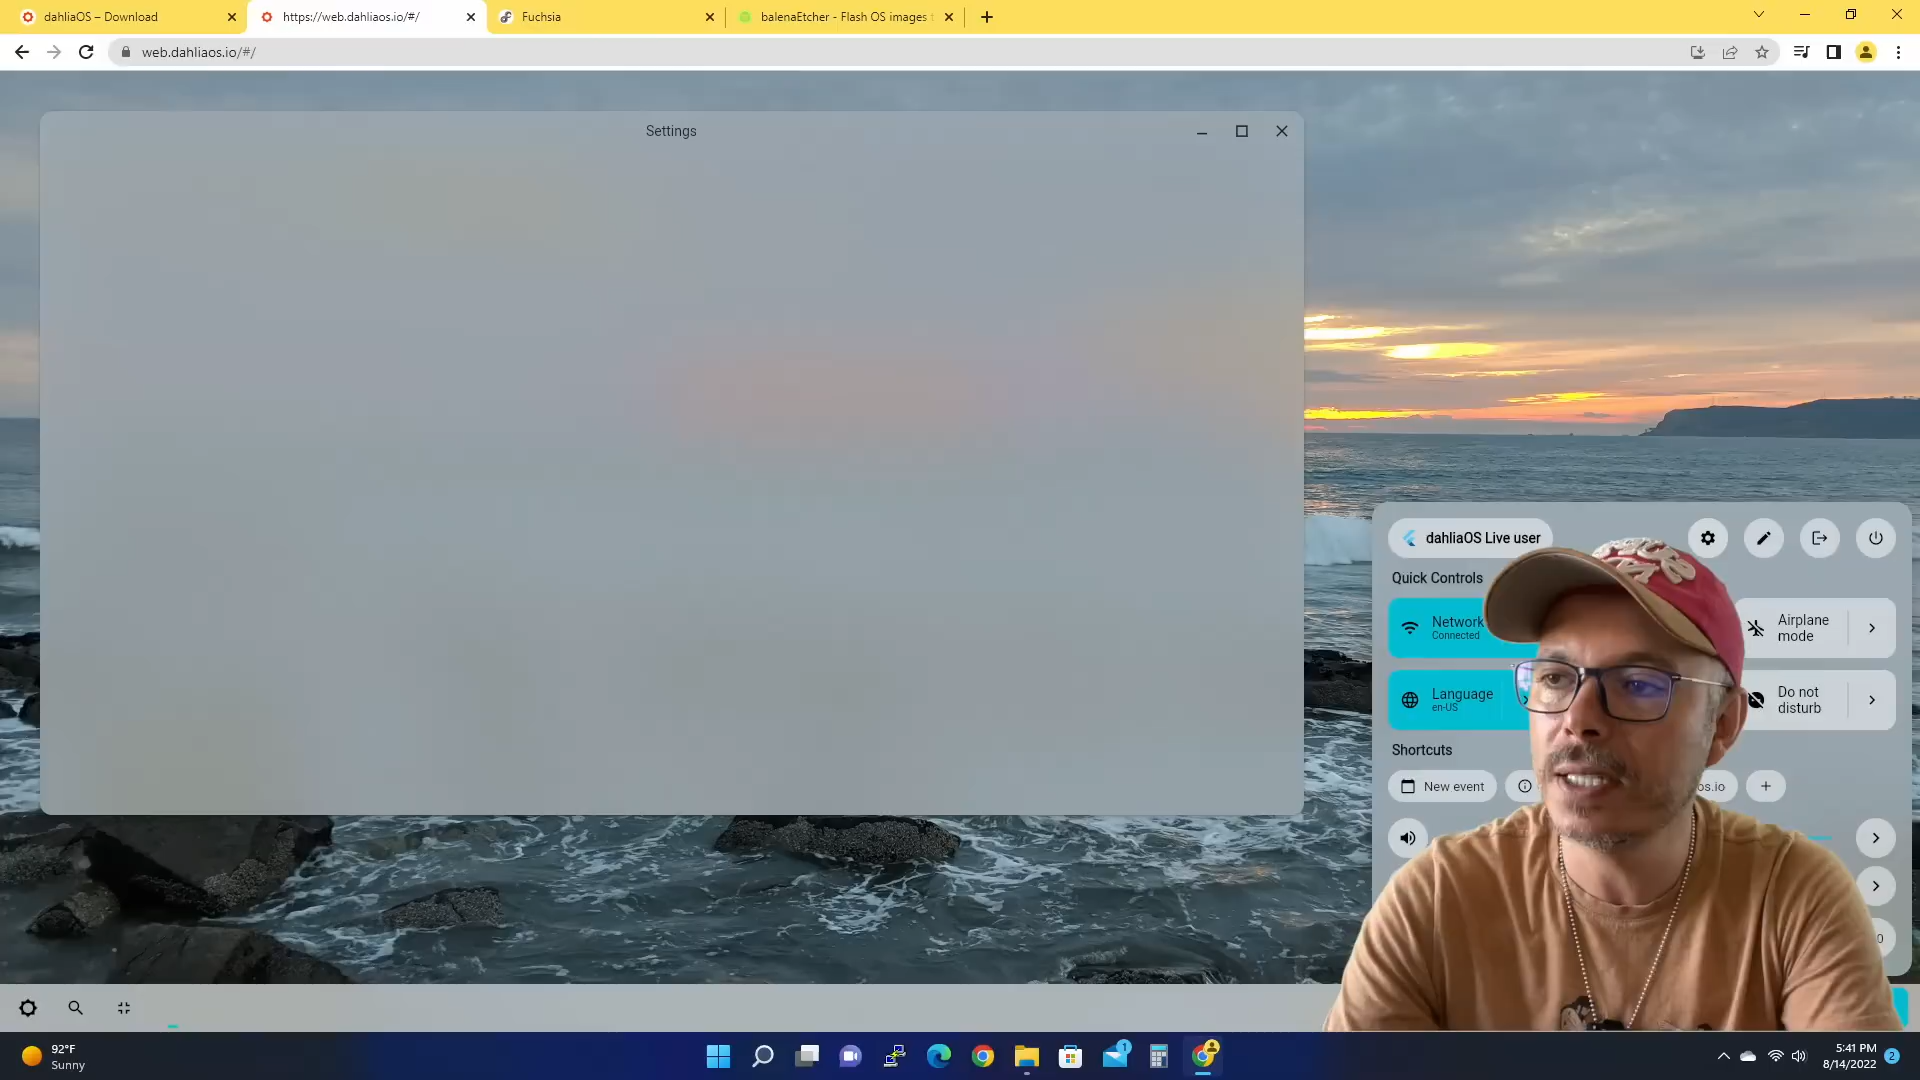 dahliaOS – Download
https://web.dahliaos.io/#/
Fuchsia
balenaEtcher - Flash OS images
web.dahliaos.io/#/
Settings
dahliaOS Live user
Quick Controls
Network
Connected
Airplane
mode
Language
en-US
Do not
disturb
Shortcuts
New event
os.io
92°F
Sunny
1
5:41 PM
8/14/2022
2